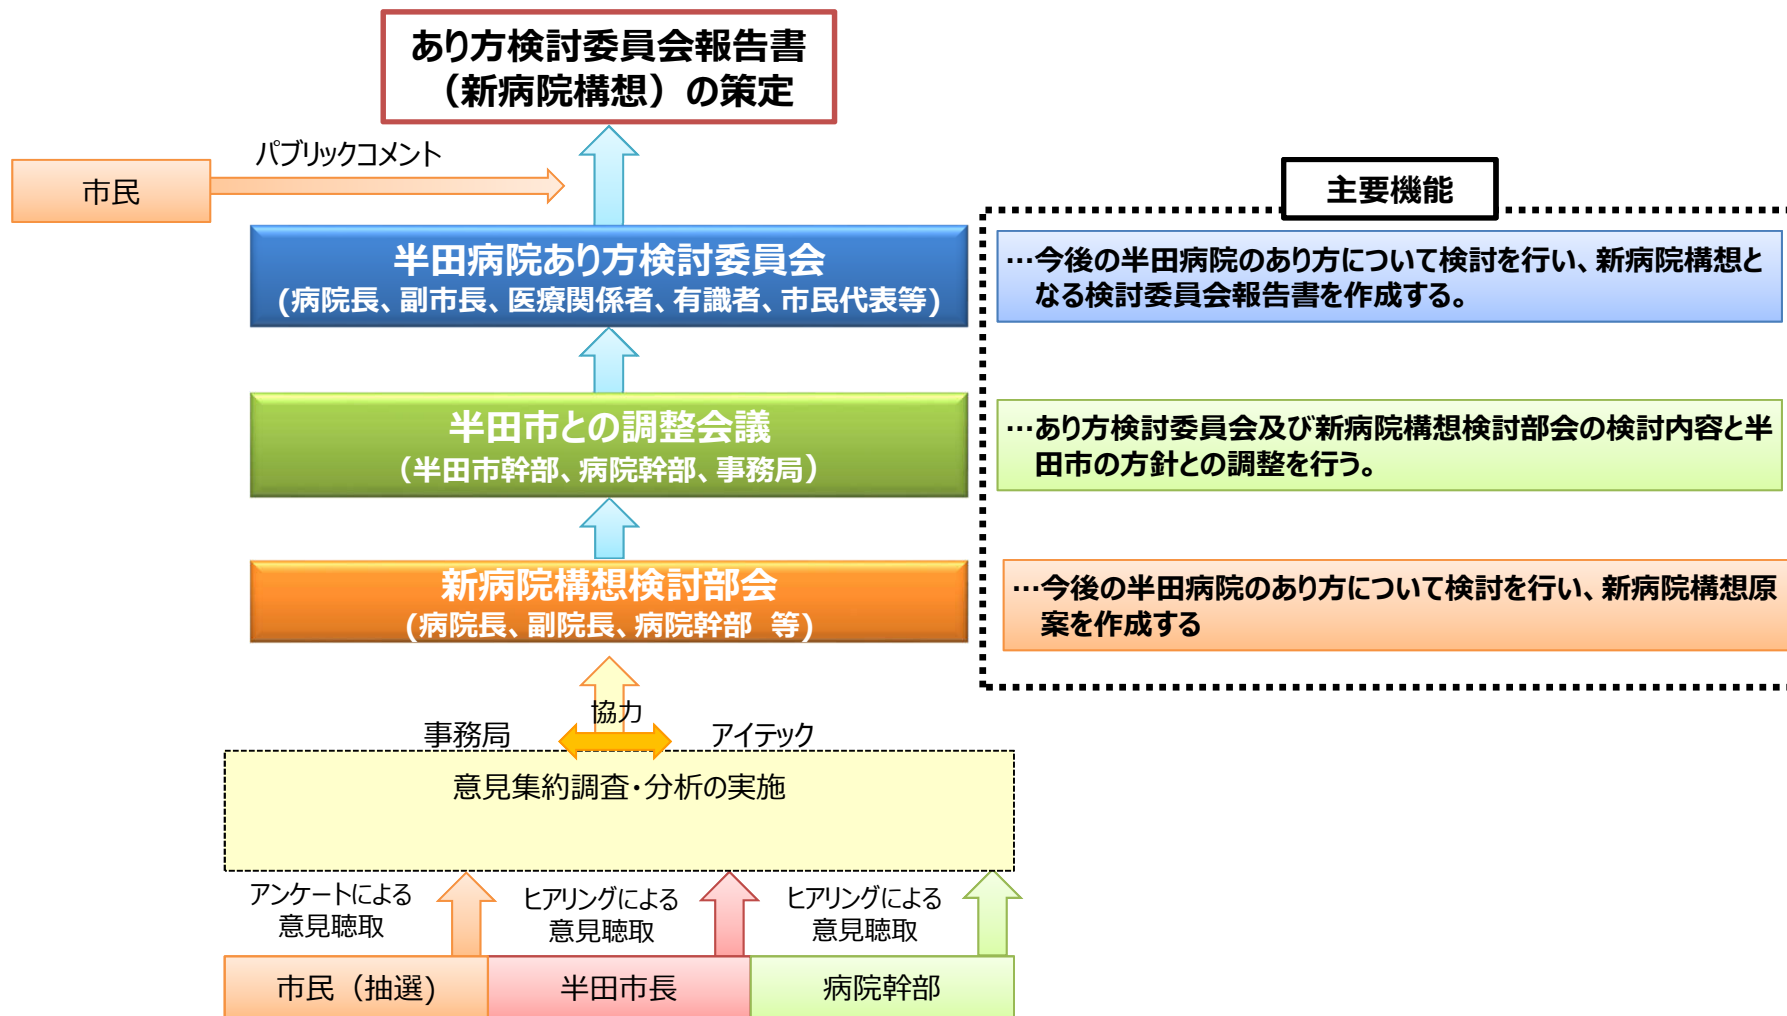 あり方検討委員会報告書
（新病院構想）の策定
パブリックコメント
市民
主要機能
半田病院あり方検討委員会
(病院長、副市長、医療関係者、有識者、市民代表等)
…今後の半田病院のあり方について検討を行い、新病院構想と
なる検討委員会報告書を作成する。
半田市との調整会議
(半田市幹部、病院幹部、事務局)
…あり方検討委員会及び新病院構想検討部会の検討内容と半
田市の方針との調整を行う。
新病院構想検討部会
(病院長、副院長、病院幹部 等)
…今後の半田病院のあり方について検討を行い、新病院構想原
案を作成する
協力
事務局
アイテック
意見集約調査・分析の実施
アンケートによる
意見聴取
ヒアリングによる
意見聴取
ヒアリングによる
意見聴取
市民（抽選)
半田市長
病院幹部